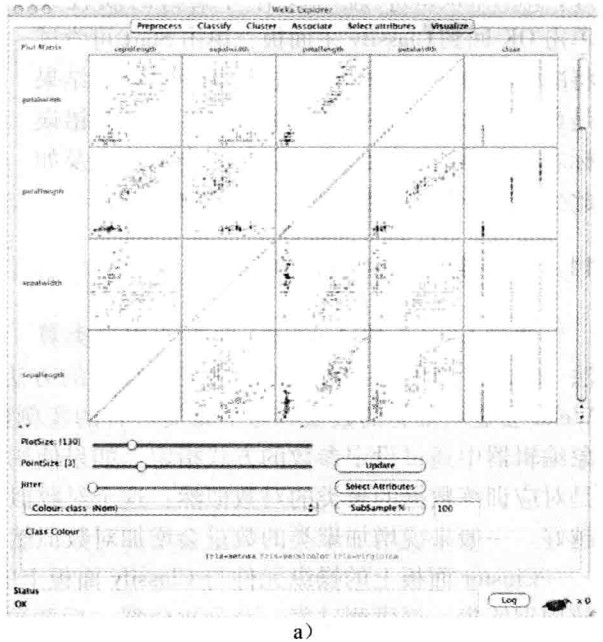 Weka Explorer
Preprocess Classify Cluster Associate Select attributes Visualize
Plot Matrix sepallength sepalwidth petallength petalwidth class
petalwidth
petallength
sepalwidth
sepallength
PlotSize: [130]
PointSize: [3]
Jitter:
Update
Select Attributes
Colour: class (Nom)
SubSample % 100
Class Colour
Iris-setosa Iris-versicolor Iris-virginica
Status
OK
Log
x 0
a）